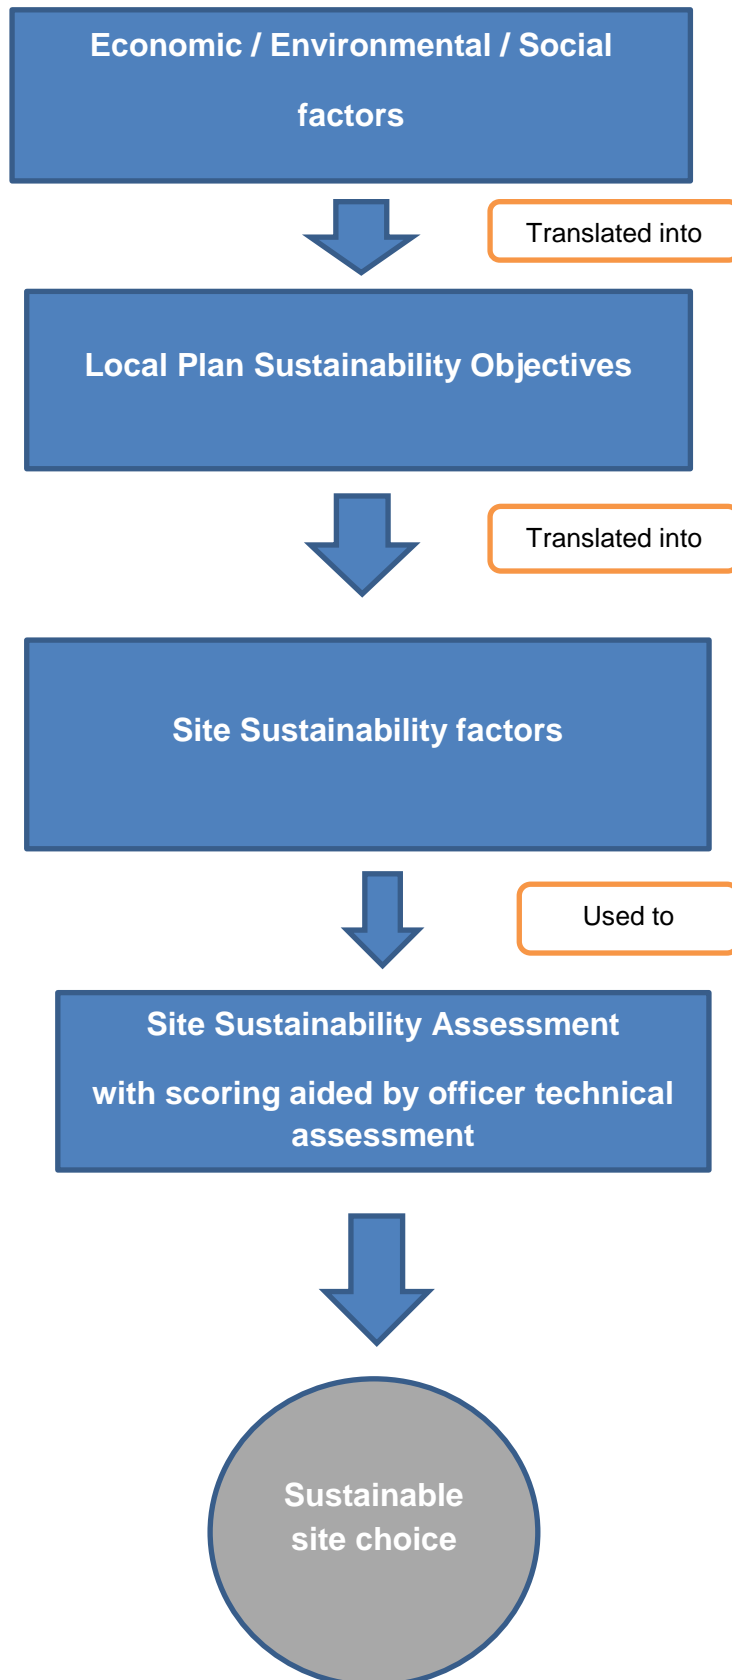 Economic / Environmental / Social
factors
Translated into
Local Plan Sustainability Objectives
Translated into
Site Sustainability factors
Used to
Site Sustainability Assessment
with scoring aided by officer technical
assessment
Sustainable
site choice